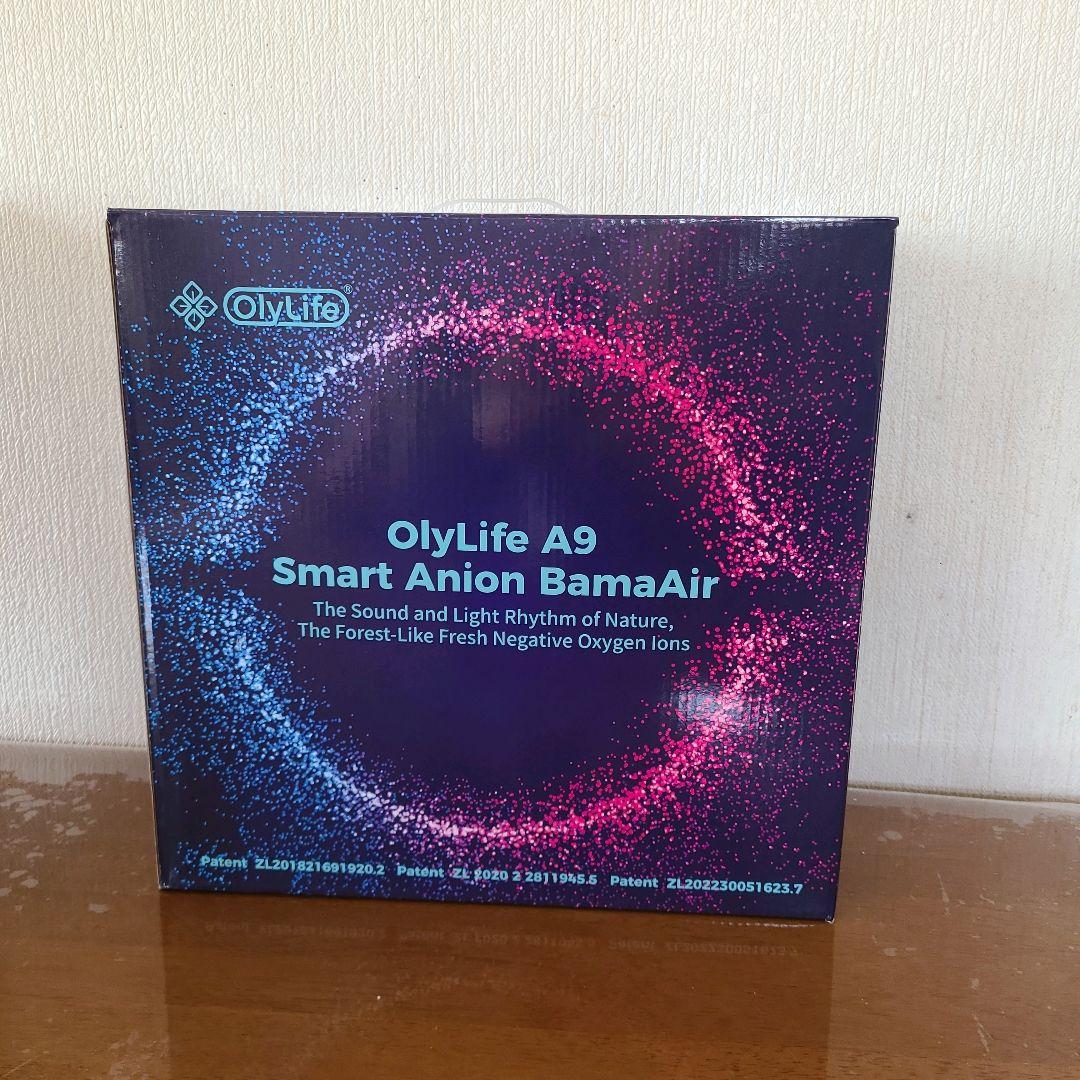 OlyLife®
OlyLife A9
Smart Anion BamaAir
The Sound and Light Rhythm of Nature,
The Forest-Like Fresh Negative Oxygen Ions
Patent ZL201821691920.2 Patent ZL 2020 2 2811945.5 Patent ZL202230051623.7